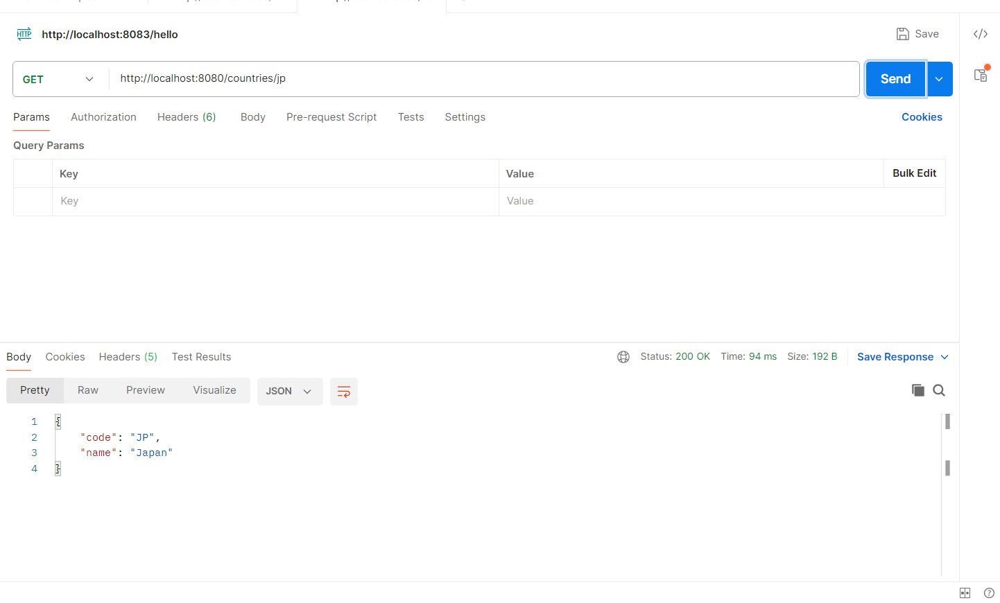 http://localhost:8083/hello
Save
GET
http://localhost:8080/countries/jp
Send
Params Authorization Headers (6) Body Pre-request Script Tests Settings Cookies
Query Params
Key Value Bulk Edit
Key Value
Body Cookies Headers (5) Test Results
Status: 200 OK Time: 94 ms Size: 192 B Save Response
Pretty Raw Preview Visualize JSON
1 {
2 "code": "JP",
3 "name": "Japan"
4 }